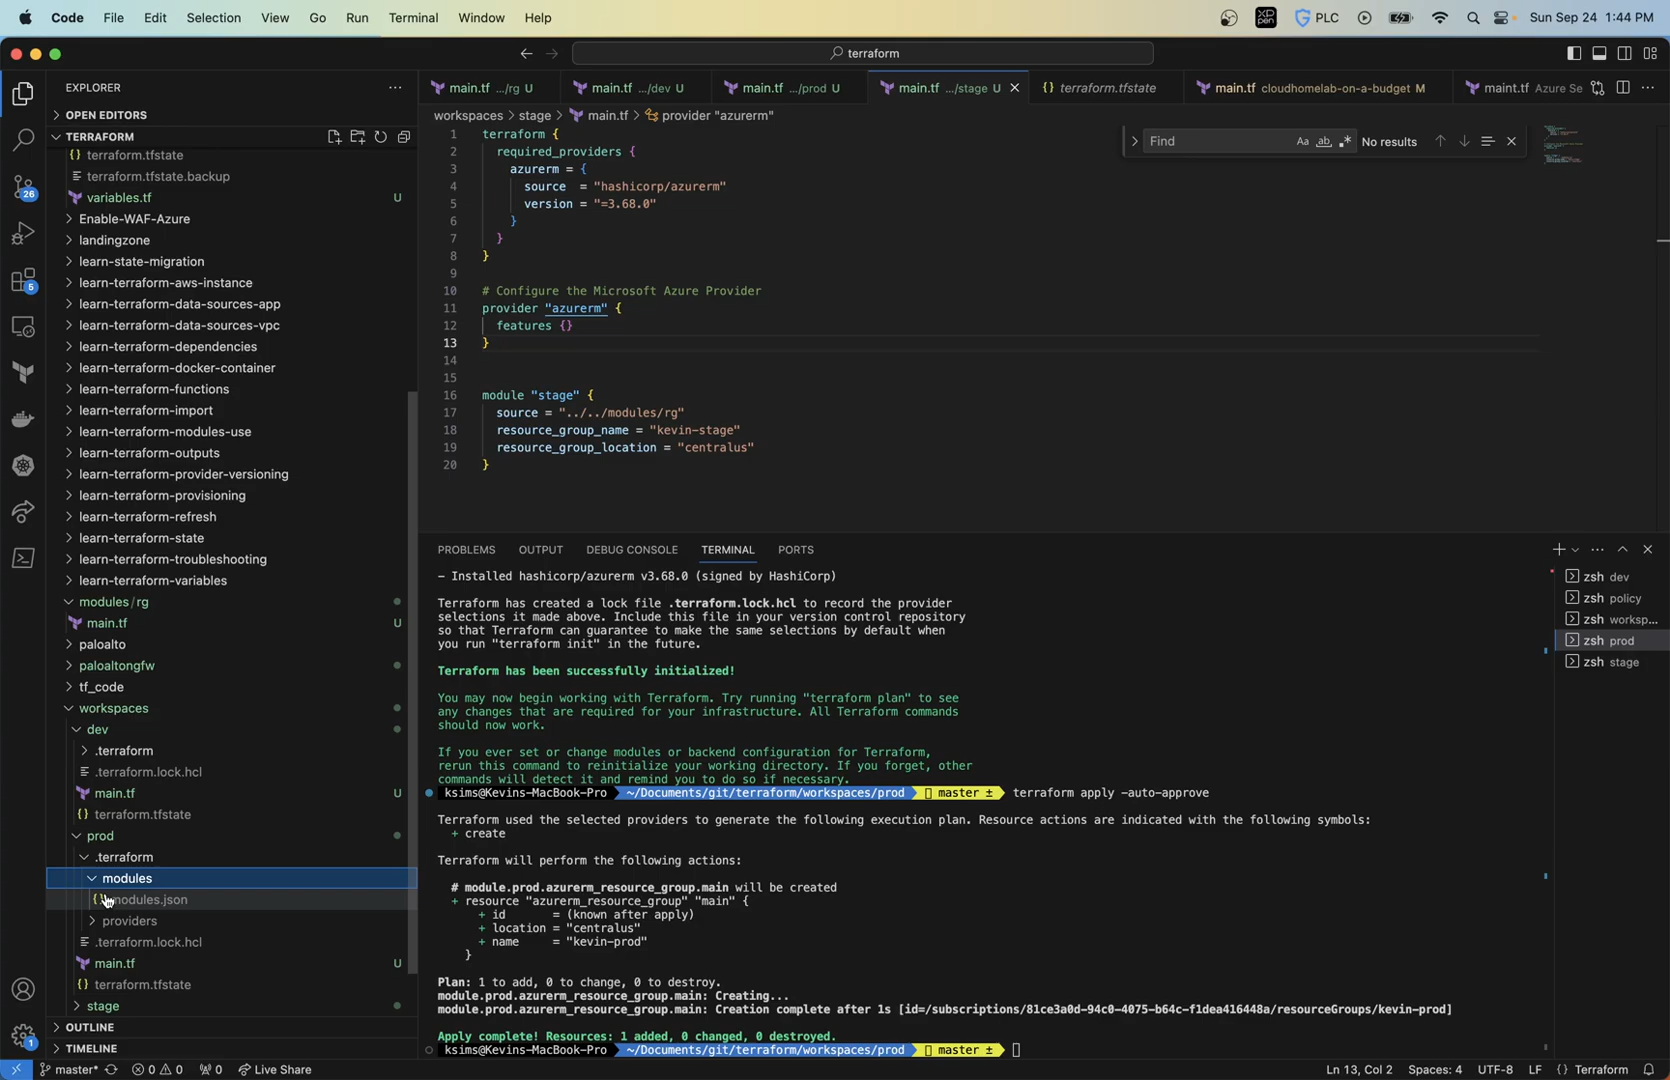 Code File Edit Selection View Go Run Terminal Window Help PLC Sun Sep 24 1:44 PM
terraform
EXPLORER
OPEN EDITORS
TERRAFORM
terraform.tfstate
terraform.tfstate.backup
variables.tf U
Enable-WAF-Azure
landingzone
learn-state-migration
learn-terraform-aws-instance
learn-terraform-data-sources-app
learn-terraform-data-sources-vpc
learn-terraform-dependencies
learn-terraform-docker-container
learn-terraform-functions
learn-terraform-import
learn-terraform-modules-use
learn-terraform-outputs
learn-terraform-provider-versioning
learn-terraform-provisioning
learn-terraform-refresh
learn-terraform-state
learn-terraform-troubleshooting
learn-terraform-variables
modules/rg
main.tf U
paloalto
paloaltongfw
tf_code
workspaces
dev
.terraform
.terraform.lock.hcl
main.tf U
terraform.tfstate
prod
.terraform
modules
modules.json
providers
.terraform.lock.hcl
main.tf U
terraform.tfstate
stage
OUTLINE
TIMELINE
26
5
1
main.tf .../rg U main.tf .../dev U main.tf .../prod U main.tf .../stage U terraform.tfstate main.tf cloudhomelab-on-a-budget M maint.tf Azure Se
workspaces > stage > main.tf > provider "azurerm"
Find Aa ab .* No results
1 terraform {
2 required_providers {
3 azurerm = {
4 source = "hashicorp/azurerm"
5 version = "=3.68.0"
6 }
7 }
8 }
9
10 # Configure the Microsoft Azure Provider
11 provider "azurerm" {
12 features {}
13 }
14
15
16 module "stage" {
17 source = "../../modules/rg"
18 resource_group_name = "kevin-stage"
19 resource_group_location = "centralus"
20 }
PROBLEMS OUTPUT DEBUG CONSOLE TERMINAL PORTS
- Installed hashicorp/azurerm v3.68.0 (signed by HashiCorp)
Terraform has created a lock file .terraform.lock.hcl to record the provider
selections it made above. Include this file in your version control repository
so that Terraform can guarantee to make the same selections by default when
you run "terraform init" in the future.
Terraform has been successfully initialized!
You may now begin working with Terraform. Try running "terraform plan" to see
any changes that are required for your infrastructure. All Terraform commands
should now work.
If you ever set or change modules or backend configuration for Terraform,
rerun this command to reinitialize your working directory. If you forget, other
commands will detect it and remind you to do so if necessary.
ksims@Kevins-MacBook-Pro ~/Documents/git/terraform/workspaces/prod master ± terraform apply -auto-approve
Terraform used the selected providers to generate the following execution plan. Resource actions are indicated with the following symbols:
+ create
Terraform will perform the following actions:
# module.prod.azurerm_resource_group.main will be created
+ resource "azurerm_resource_group" "main" {
+ id = (known after apply)
+ location = "centralus"
+ name = "kevin-prod"
}
Plan: 1 to add, 0 to change, 0 to destroy.
module.prod.azurerm_resource_group.main: Creating...
module.prod.azurerm_resource_group.main: Creation complete after 1s [id=/subscriptions/81ce3a0d-94c0-4075-b64c-f1dea416448a/resourceGroups/kevin-prod]
Apply complete! Resources: 1 added, 0 changed, 0 destroyed.
ksims@Kevins-MacBook-Pro ~/Documents/git/terraform/workspaces/prod master ±
zsh dev
zsh policy
zsh worksp...
zsh prod
zsh stage
master* 0 0 0 Live Share Ln 13, Col 2 Spaces: 4 UTF-8 LF {} Terraform